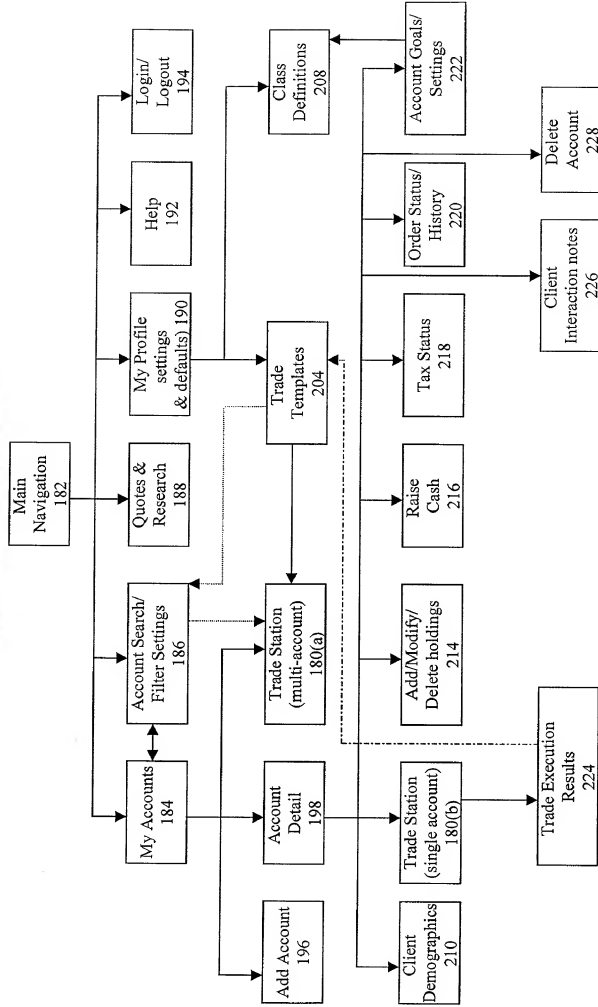 Main
Navigation
182
My Accounts
184
Account Search/
Filter Settings
186
Quotes &
Research
188
My Profile
settings
& defaults) 190
Help
192
Login/
Logout
194
Add Account
196
Account
Detail
198
Trade Station
(multi-account)
180(a)
Trade
Templates
204
Class
Definitions
208
Client
Demographics
210
Trade Station
(single account)
180(b)
Add/Modify/
Delete holdings
214
Raise
Cash
216
Tax Status
218
Order Status/
History
220
Account Goals/
Settings
222
Trade Execution
Results
224
Client
Interaction notes
226
Delete
Account
228